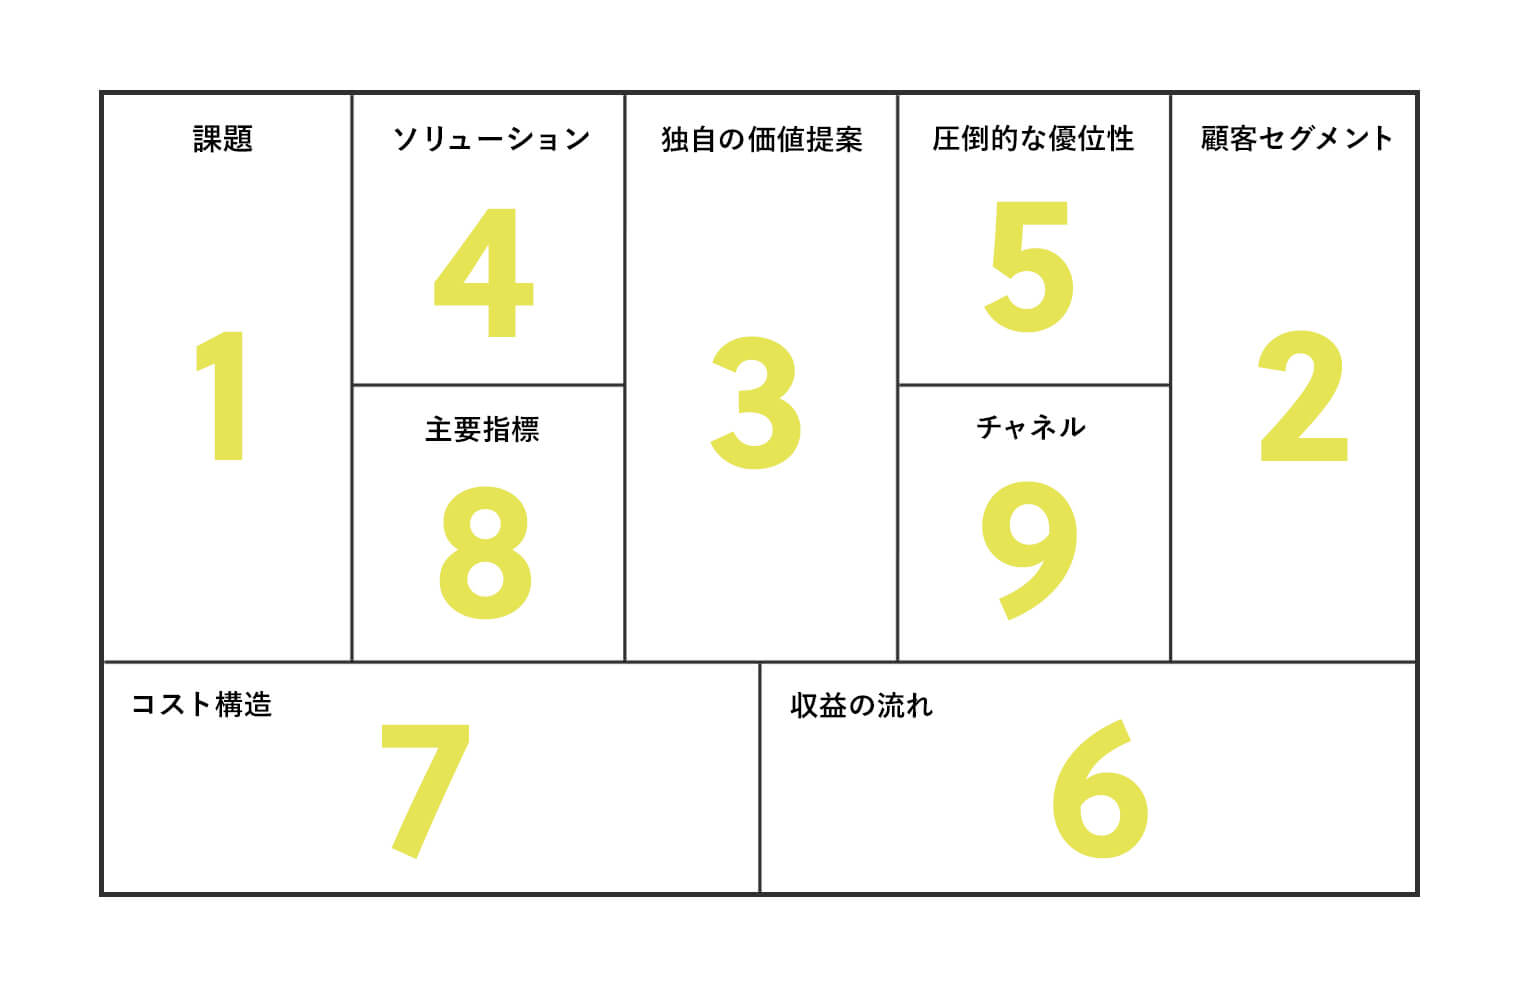 課題
1
ソリューション
4
主要指標
8
独自の価値提案
3
圧倒的な優位性
5
チャネル
9
顧客セグメント
2
コスト構造
7
収益の流れ
6